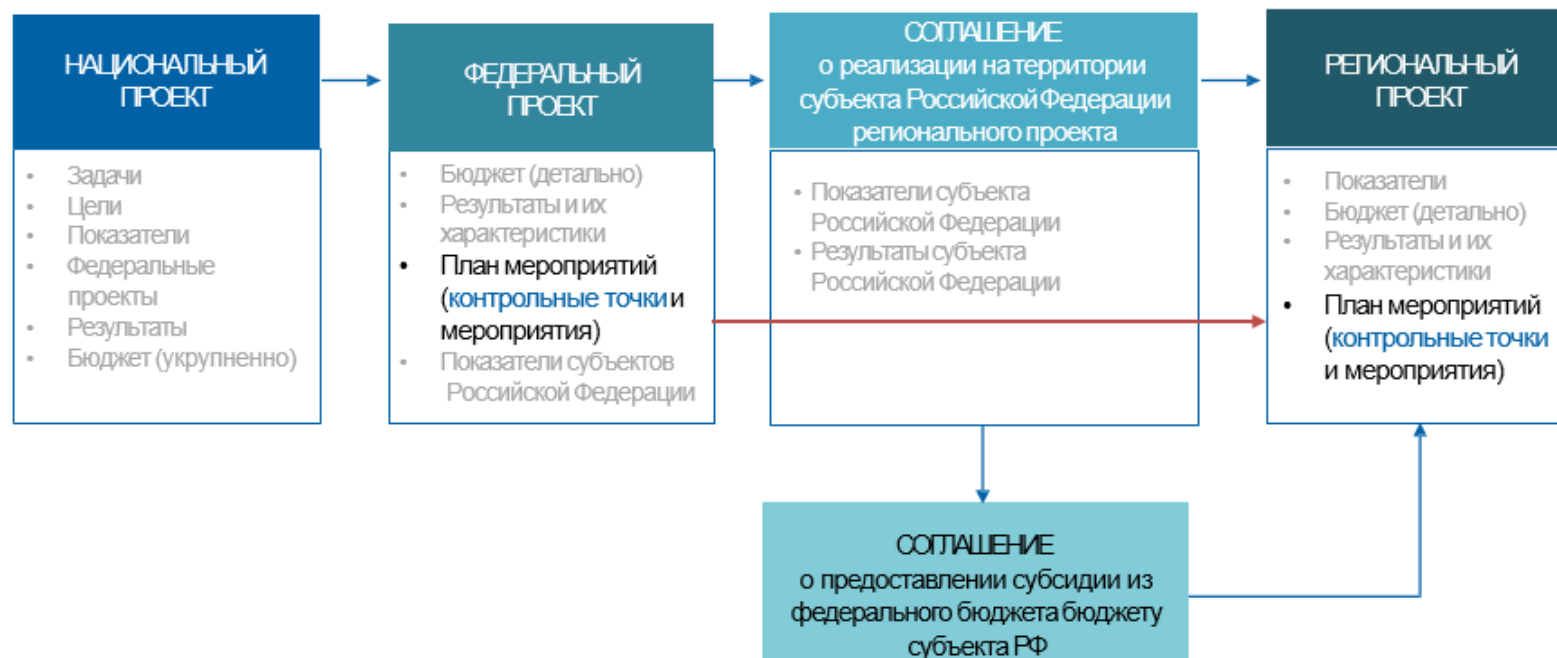 НАЦИОНАЛЬНЫЙ
ПРОЕКТ
• Задачи
• Цели
• Показатели
• Федеральные
проекты
• Результаты
• Бюджет (укрупненно)
ФЕДЕРАЛЬНЫЙ
ПРОЕКТ
• Бюджет (детально)
• Результаты и их
характеристики
• План мероприятий
(контрольные точки и
мероприятия)
• Показатели субъектов
Российской Федерации
СОГЛАШЕНИЕ
о реализации на территории
субъекта Российской Федерации
регионального проекта
• Показатели субъекта
Российской Федерации
• Результаты субъекта
Российской Федерации
РЕГИОНАЛЬНЫЙ
ПРОЕКТ
• Показатели
• Бюджет (детально)
• Результаты и их
характеристики
• План мероприятий
(контрольные точки
и мероприятия)
СОГЛАШЕНИЕ
о предоставлении субсидии из
федерального бюджета бюджету
субъекта РФ